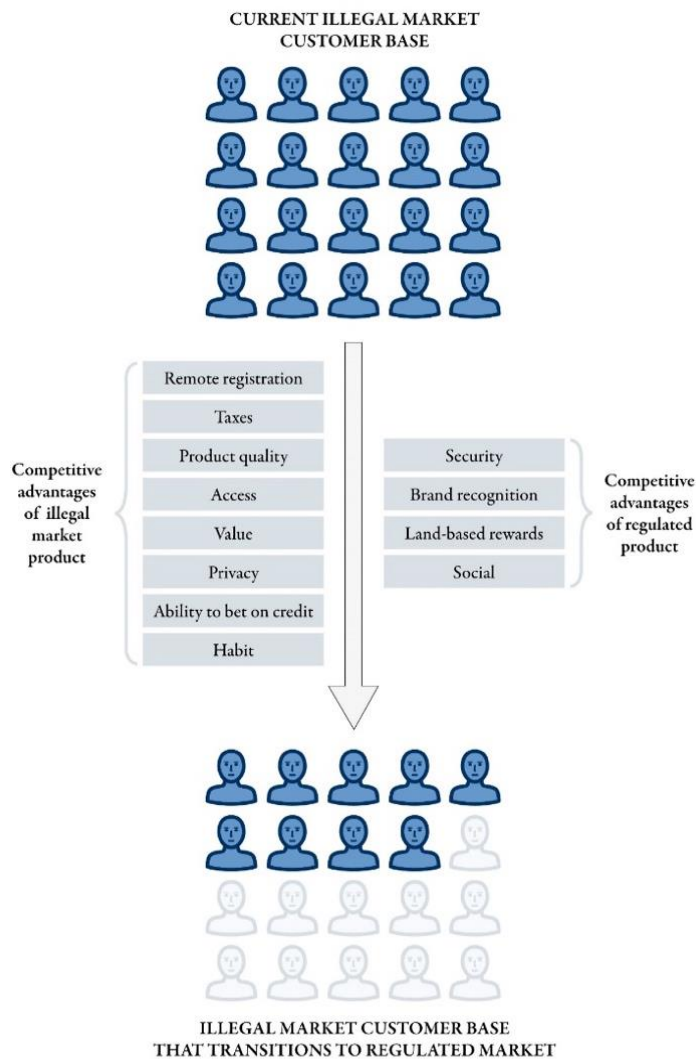 CURRENT ILLEGAL MARKET
CUSTOMER BASE
Competitive
advantages
of illegal
market
product
Remote registration
Taxes
Product quality
Access
Value
Privacy
Ability to bet on credit
Habit
Security
Brand recognition
Land-based rewards
Social
Competitive
advantages
of regulated
product
ILLEGAL MARKET CUSTOMER BASE
THAT TRANSITIONS TO REGULATED MARKET